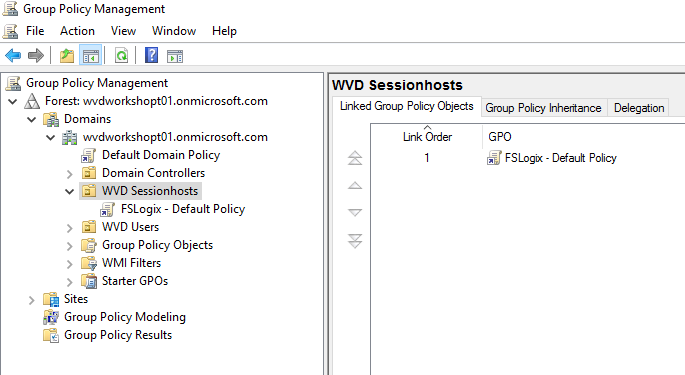 Group Policy Management
File Action View Window Help
Group Policy Management
Forest: wvdworkshopt01.onmicrosoft.com
Domains
wvdworkshopt01.onmicrosoft.com
Default Domain Policy
Domain Controllers
WVD Sessionhosts
FSLogix - Default Policy
WVD Users
Group Policy Objects
WMI Filters
Starter GPOs
Sites
Group Policy Modeling
Group Policy Results
WVD Sessionhosts
Linked Group Policy Objects Group Policy Inheritance Delegation
Link Order GPO
1 FSLogix - Default Policy